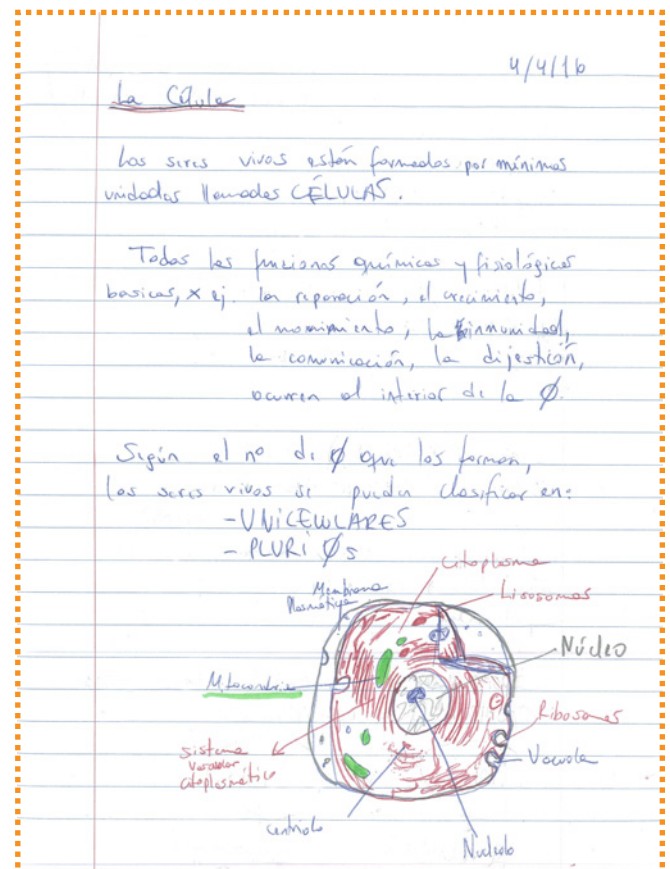 4/4/16
La Célula
Los seres vivos están formados por mínimas
unidades llamadas CÉLULAS.
Todas las funciones químicas y fisiológicas
basicas, x ej. la reparación, el crecimiento,
el movimiento, la inmunidad,
la comunicación, la dijestión,
ocurren al interior de la Ø.
Según el nº de Ø que los forman,
los seres vivos se pueden clasificar en:
- UNICELULARES
- PLURI Øs
citoplasma
Membrana
Plasmática
Lisosomas
Núcleo
Mitocondria
Ribosomas
sistema
vacuolar
citoplasmático
Vacuola
centriolo
Nucleolo